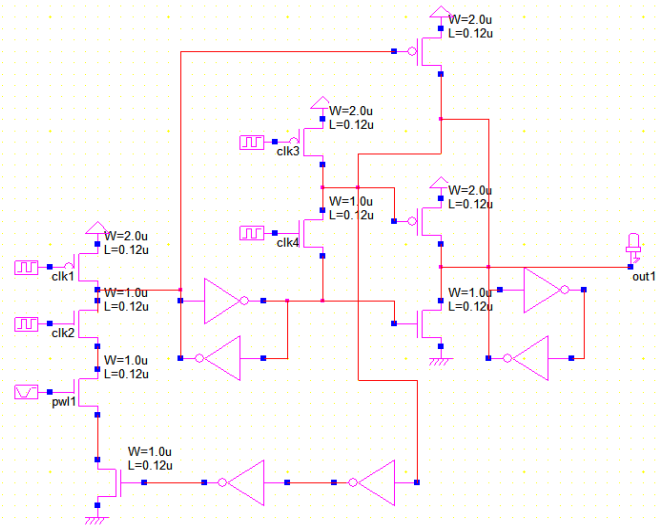 W=2.0u
L=0.12u
W=2.0u
L=0.12u
clk3
W=1.0u
L=0.12u
W=2.0u
L=0.12u
clk4
W=2.0u
L=0.12u
clk1
W=1.0u
L=0.12u
out1
W=1.0u
L=0.12u
clk2
W=1.0u
L=0.12u
pwl1
W=1.0u
L=0.12u